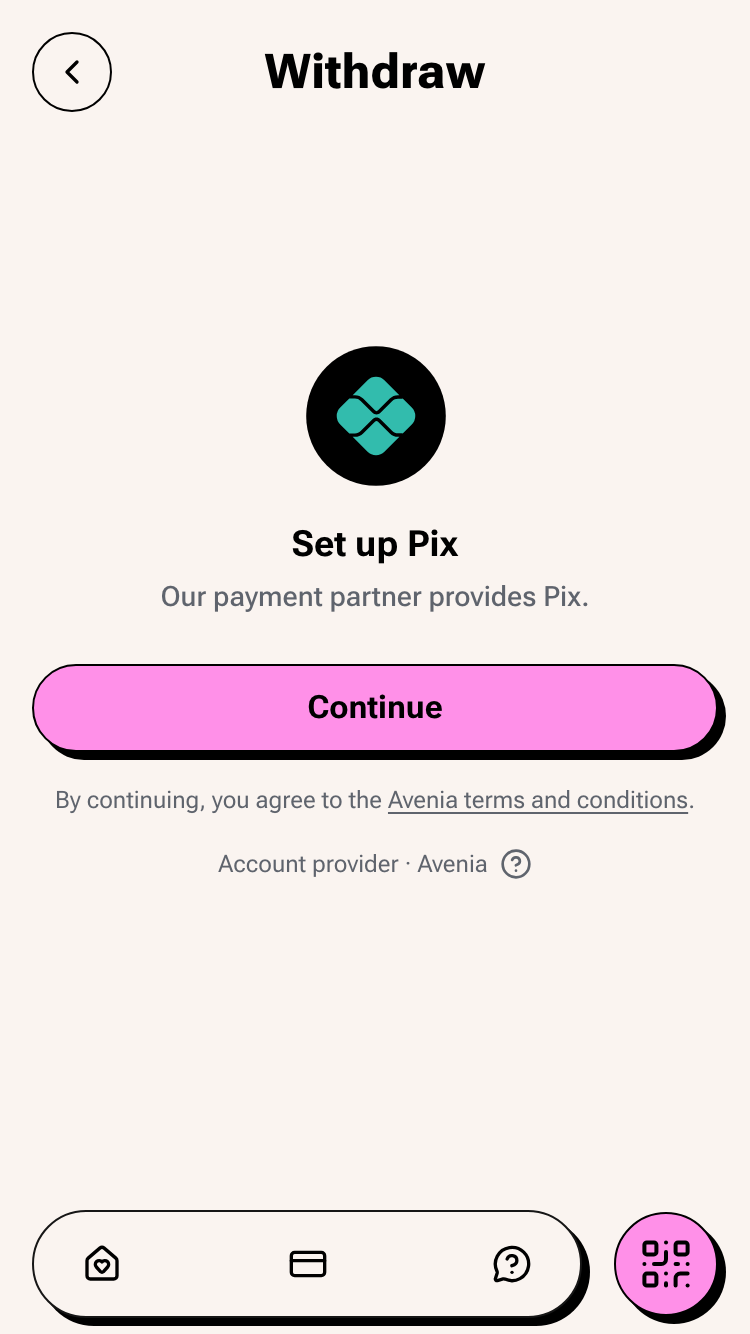 Withdraw
Set up Pix
Our payment partner provides Pix.
Continue
By continuing, you agree to the Avenia terms and conditions.
Account provider · Avenia